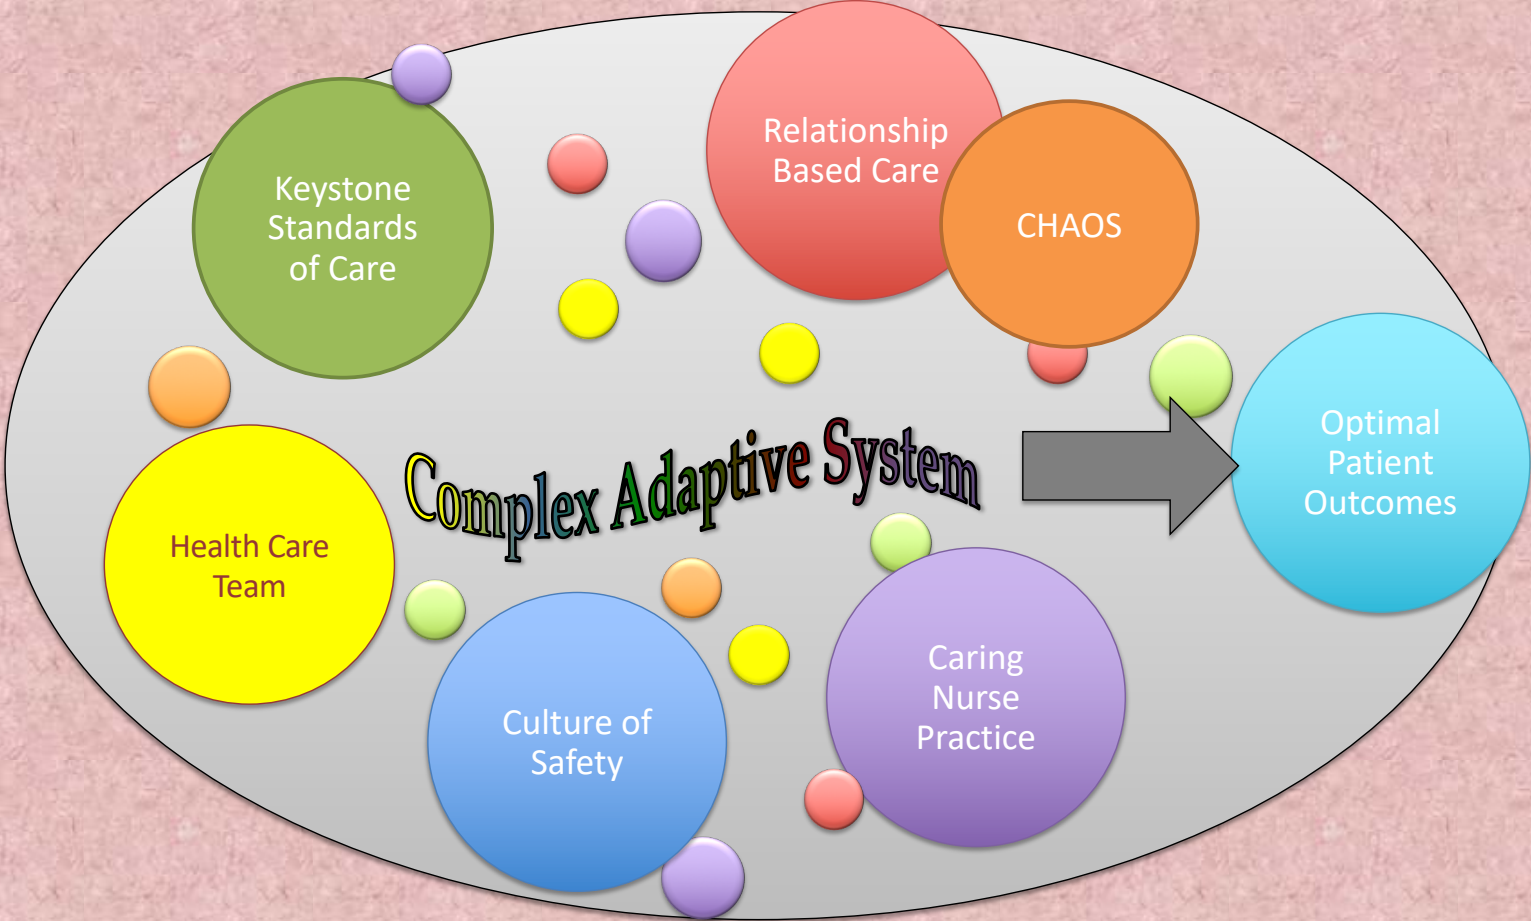 Relationship
Based Care
Keystone
Standards
of Care
CHAOS
Optimal
Patient
Outcomes
Complex Adaptive System
Health Care
Team
Caring
Nurse
Practice
Culture of
Safety